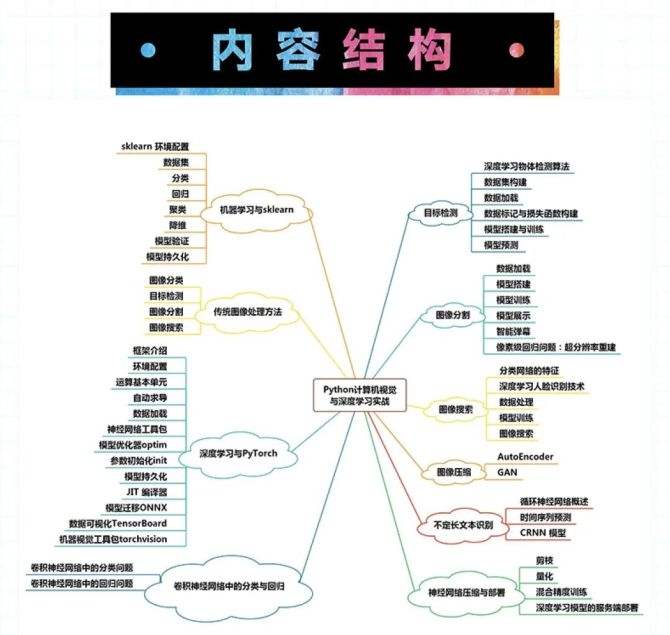 内容结构
sklearn 环境配置
数据集
分类
回归
聚类
降维
模型验证
模型持久化
机器学习与sklearn
图像分类
目标检测
图像分割
图像搜索
传统图像处理方法
框架介绍
环境配置
运算基本单元
自动求导
数据加载
神经网络工具包
模型优化器optim
参数初始化init
模型持久化
JIT 编译器
模型迁移ONNX
数据可视化TensorBoard
机器视觉工具包torchvision
深度学习与PyTorch
卷积神经网络中的分类问题
卷积神经网络中的回归问题
卷积神经网络中的分类与回归
Python计算机视觉
与深度学习实战
目标检测
深度学习物体检测算法
数据集构建
数据加载
数据标记与损失函数构建
模型搭建与训练
模型预测
图像分割
数据加载
模型搭建
模型训练
模型展示
智能弹幕
像素级回归问题：超分辨率重建
图像搜索
分类网络的特征
深度学习人脸识别技术
数据处理
模型训练
图像搜索
图像压缩
AutoEncoder
GAN
不定长文本识别
循环神经网络概述
时间序列预测
CRNN 模型
神经网络压缩与部署
剪枝
量化
混合精度训练
深度学习模型的服务端部署